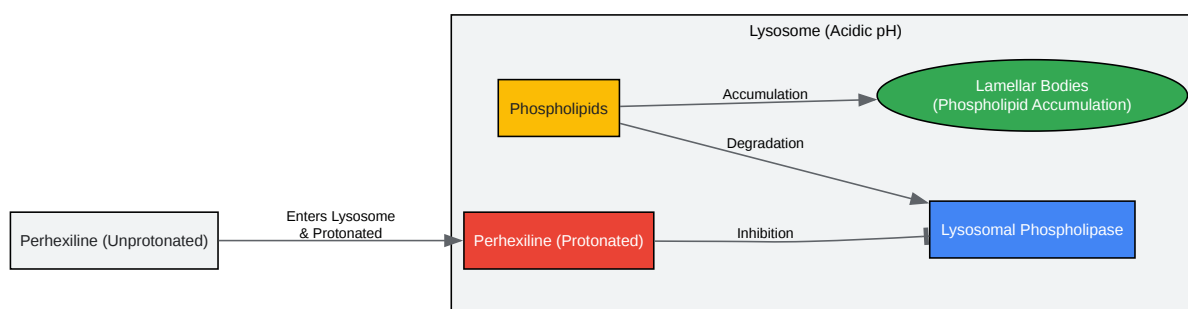 Lysosome (Acidic pH)
Phospholipids
Accumulation
Lamellar Bodies
(Phospholipid Accumulation)
Degradation
Perhexiline (Unprotonated)
Enters Lysosome
& Protonated
Perhexiline (Protonated)
Inhibition
Lysosomal Phospholipase